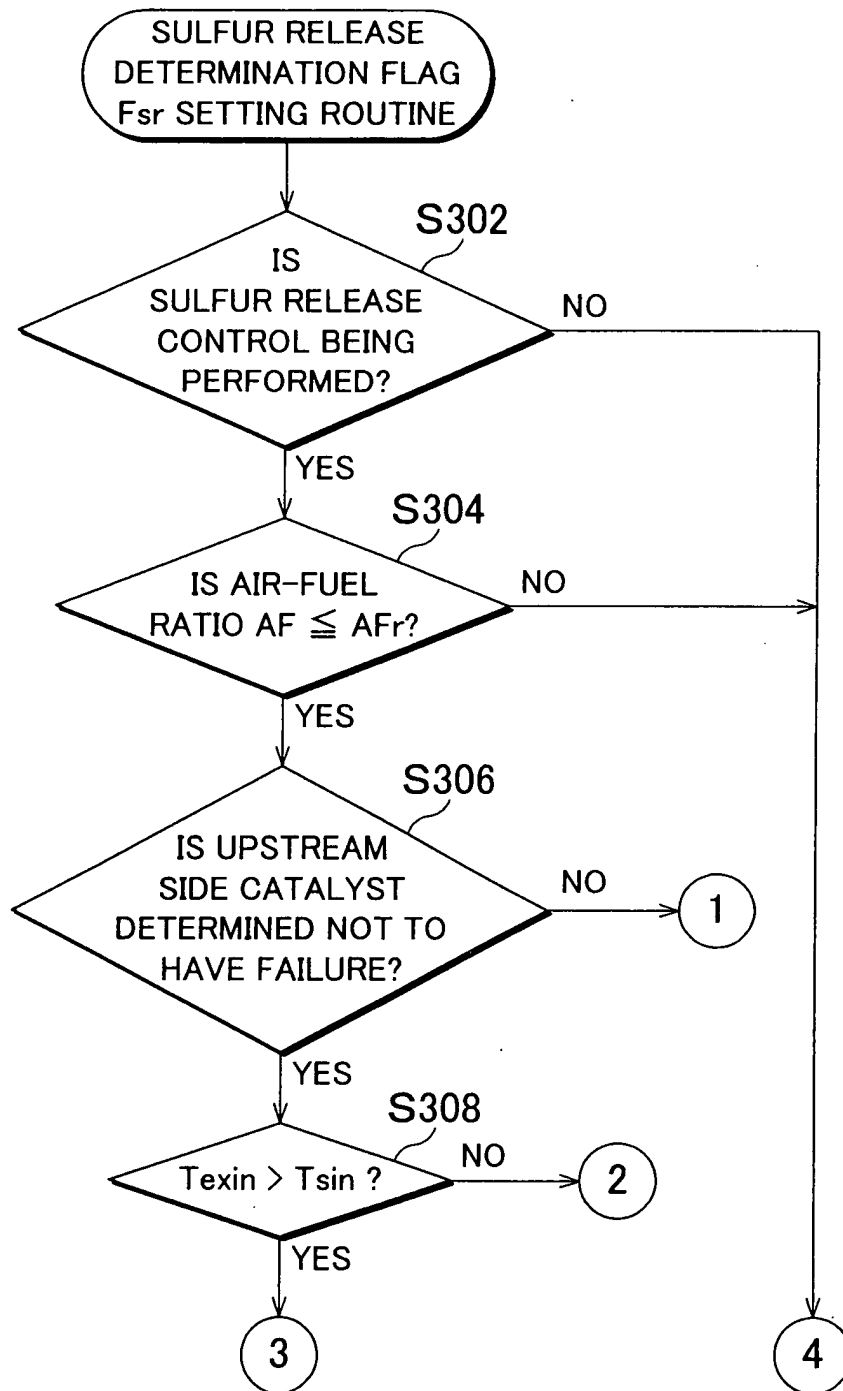 SULFUR RELEASE
DETERMINATION FLAG
Fsr SETTING ROUTINE
S302
IS
SULFUR RELEASE
CONTROL BEING
PERFORMED?
NO
YES
S304
IS AIR-FUEL
RATIO AF ≦ AFr?
NO
YES
S306
IS UPSTREAM
SIDE CATALYST
DETERMINED NOT TO
HAVE FAILURE?
NO
1
YES
S308
Texin > Tsin ?
NO
2
YES
3
4